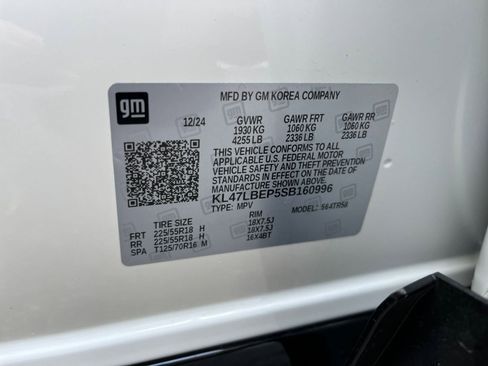 gm
MFD BY GM KOREA COMPANY
12/24 GVWR GAWR FRT GAWR RR
1930 KG 1060 KG 1060 KG
4255 LB 2336 LB 2336 LB
THIS VEHICLE CONFORMS TO ALL
APPLICABLE U.S. FEDERAL MOTOR
VEHICLE SAFETY AND THEFT
PREVENTION STANDARDS IN
EFFECT ON THE DATE OF
MANUFACTURE SHOWN ABOVE.
KL47LBEP5SB160996
TYPE: MPV MODEL:
TIRE SIZE RIM
FRT 225/55R18 H 18X7.5J
RR 225/55R18 H 18X7.5J
SPA T125/70R16 M 16X4BT